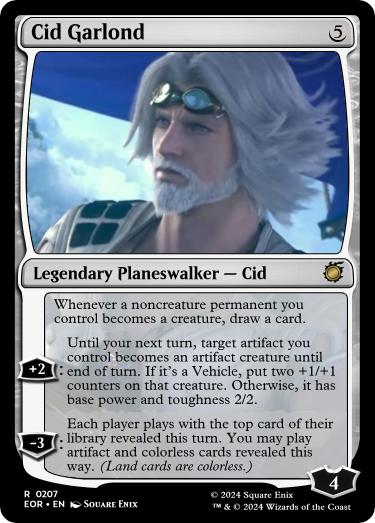 Cid Garlond 5
Legendary Planeswalker — Cid
Whenever a noncreature permanent you
control becomes a creature, draw a card.
Until your next turn, target artifact you
control becomes an artifact creature until
+2: end of turn. If it's a Vehicle, put two +1/+1
counters on that creature. Otherwise, it has
base power and toughness 2/2.
Each player plays with the top card of their
library revealed this turn. You may play
-3: artifact and colorless cards revealed this
way. (Land cards are colorless.)
4
R 0207
EOR • EN SQUARE ENIX
© 2024 Square Enix
™ & © 2024 Wizards of the Coast